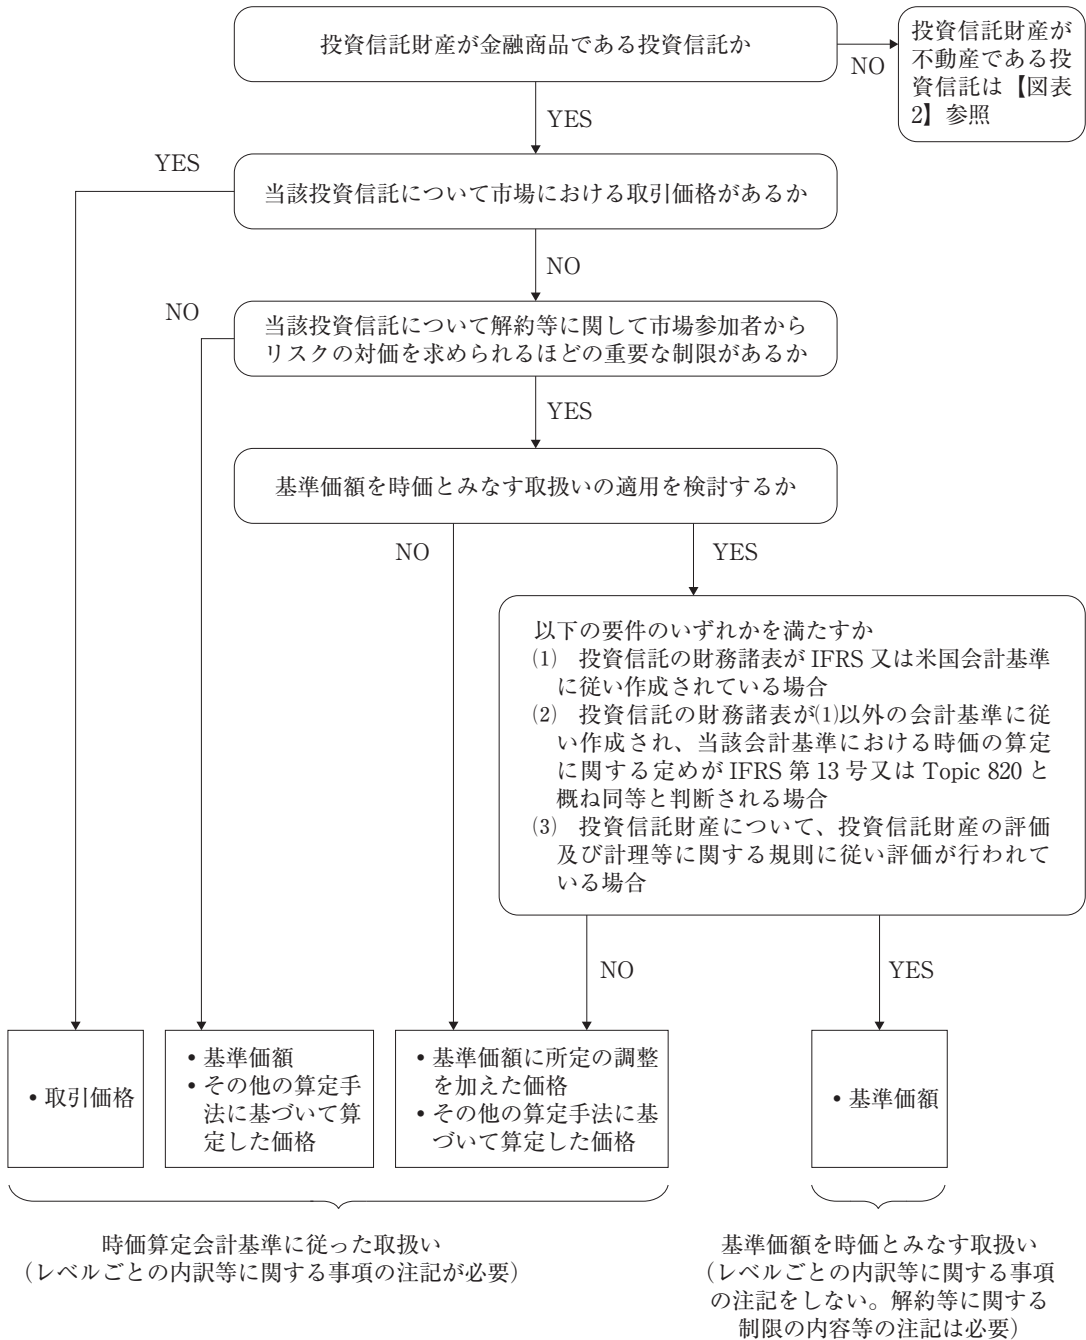 投資信託財産が金融商品である投資信託か
NO
投資信託財産が
不動産である投
資信託は【図表
2】参照
YES
YES
当該投資信託について市場における取引価格があるか
NO
NO
当該投資信託について解約等に関して市場参加者から
リスクの対価を求められるほどの重要な制限があるか
YES
基準価額を時価とみなす取扱いの適用を検討するか
NO
YES
以下の要件のいずれかを満たすか
⑴ 投資信託の財務諸表が IFRS 又は米国会計基準
に従い作成されている場合
⑵ 投資信託の財務諸表が⑴以外の会計基準に従
い作成され、当該会計基準における時価の算定
に関する定めが IFRS 第 13 号又は Topic 820 と
概ね同等と判断される場合
⑶ 投資信託財産について、投資信託財産の評価
及び計理等に関する規則に従い評価が行われて
いる場合
NO
YES
• 取引価格
• 基準価額
• その他の算定手
法に基づいて算
定した価格
• 基準価額に所定の調整
を加えた価格
• その他の算定手法に基
づいて算定した価格
• 基準価額
時価算定会計基準に従った取扱い
（レベルごとの内訳等に関する事項の注記が必要）
基準価額を時価とみなす取扱い
（レベルごとの内訳等に関する事項
の注記をしない。解約等に関する
制限の内容等の注記は必要）